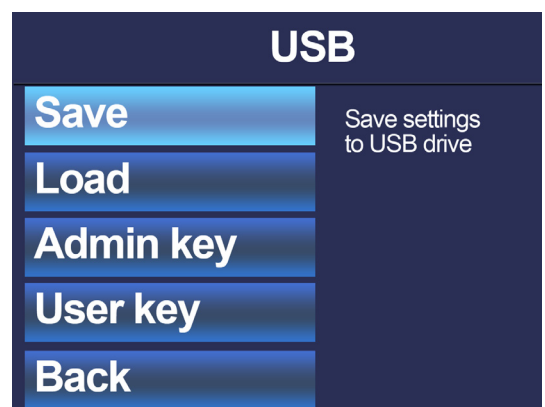 USB
Save
Save settings
to USB drive
Load
Admin key
User key
Back